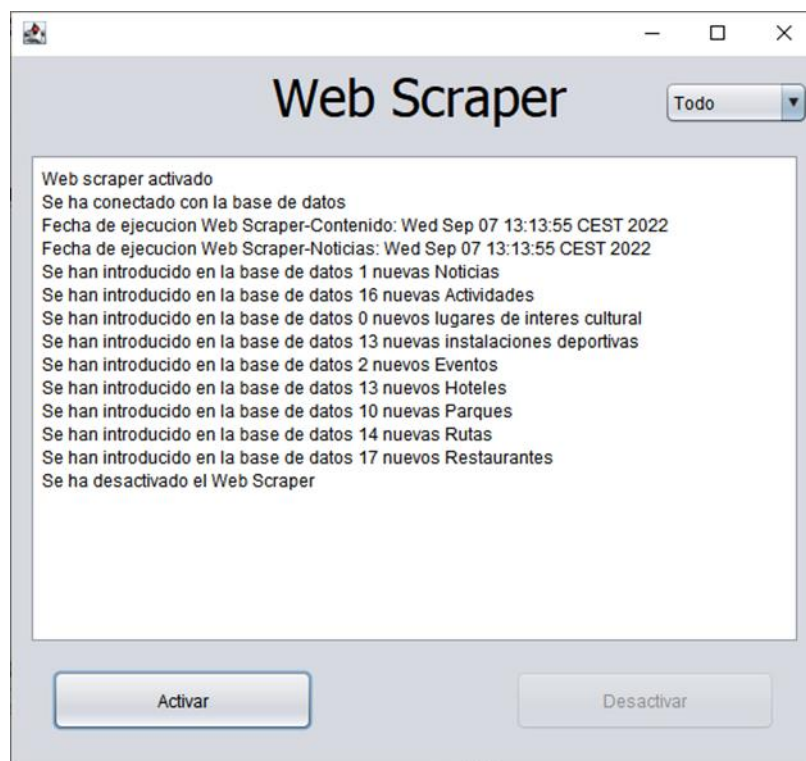 Web Scraper
Todo
Web scraper activado
Se ha conectado con la base de datos
Fecha de ejecucion Web Scraper-Contenido: Wed Sep 07 13:13:55 CEST 2022
Fecha de ejecucion Web Scraper-Noticias: Wed Sep 07 13:13:55 CEST 2022
Se han introducido en la base de datos 1 nuevas Noticias
Se han introducido en la base de datos 16 nuevas Actividades
Se han introducido en la base de datos 0 nuevos lugares de interes cultural
Se han introducido en la base de datos 13 nuevas instalaciones deportivas
Se han introducido en la base de datos 2 nuevos Eventos
Se han introducido en la base de datos 13 nuevos Hoteles
Se han introducido en la base de datos 10 nuevas Parques
Se han introducido en la base de datos 14 nuevas Rutas
Se han introducido en la base de datos 17 nuevos Restaurantes
Se ha desactivado el Web Scraper
Activar
Desactivar